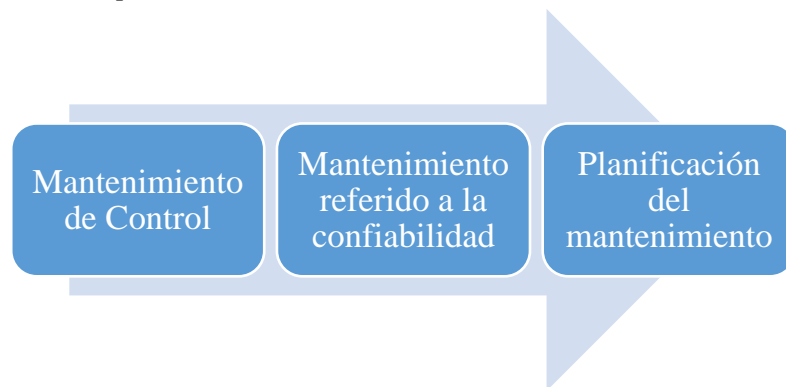 Mantenimiento
de Control
Mantenimiento
referido a la
confiabilidad
Planificación
del
mantenimiento